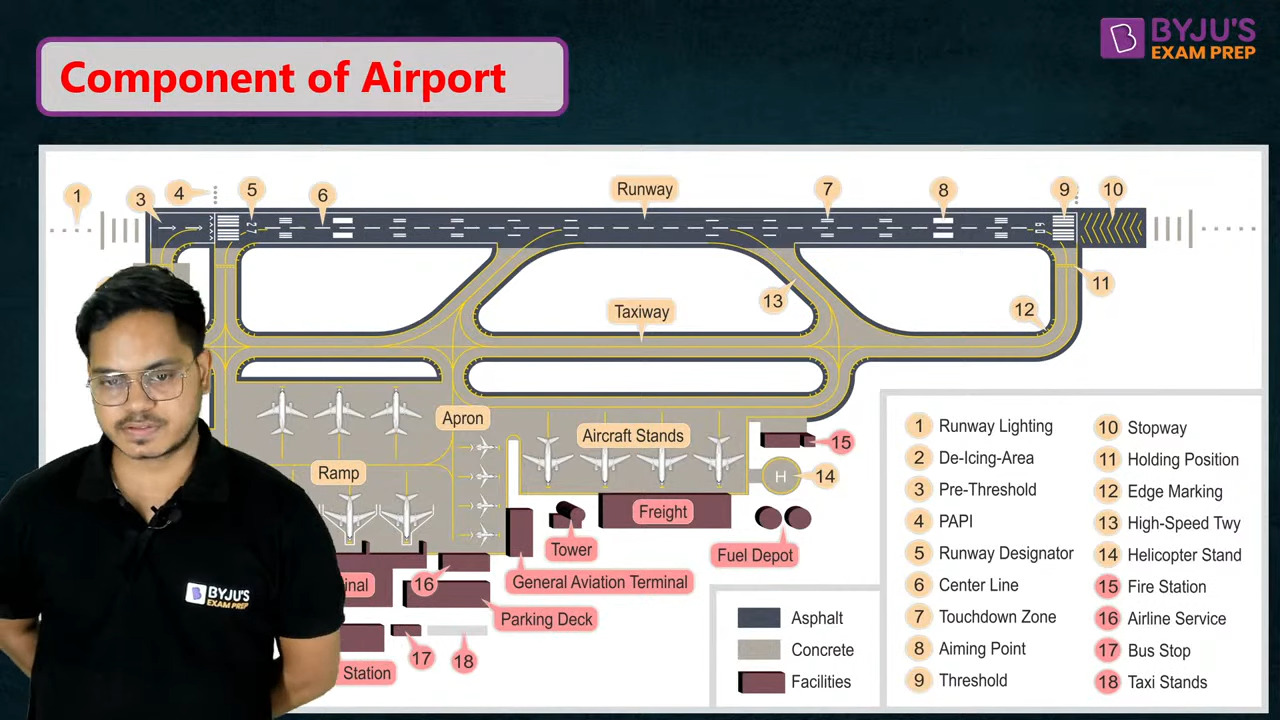 BYJU'S
EXAM PREP
Component of Airport
1
3
4
5
6
Runway
7
8
9
10
27
09
11
12
13
Taxiway
Apron
Aircraft Stands
15
Ramp
H
14
Freight
Tower
Fuel Depot
inal
16
General Aviation Terminal
Parking Deck
17
18
Station
BYJU'S
EXAM PREP
Asphalt
Concrete
Facilities
1 Runway Lighting
2 De-Icing-Area
3 Pre-Threshold
4 PAPI
5 Runway Designator
6 Center Line
7 Touchdown Zone
8 Aiming Point
9 Threshold
10 Stopway
11 Holding Position
12 Edge Marking
13 High-Speed Twy
14 Helicopter Stand
15 Fire Station
16 Airline Service
17 Bus Stop
18 Taxi Stands